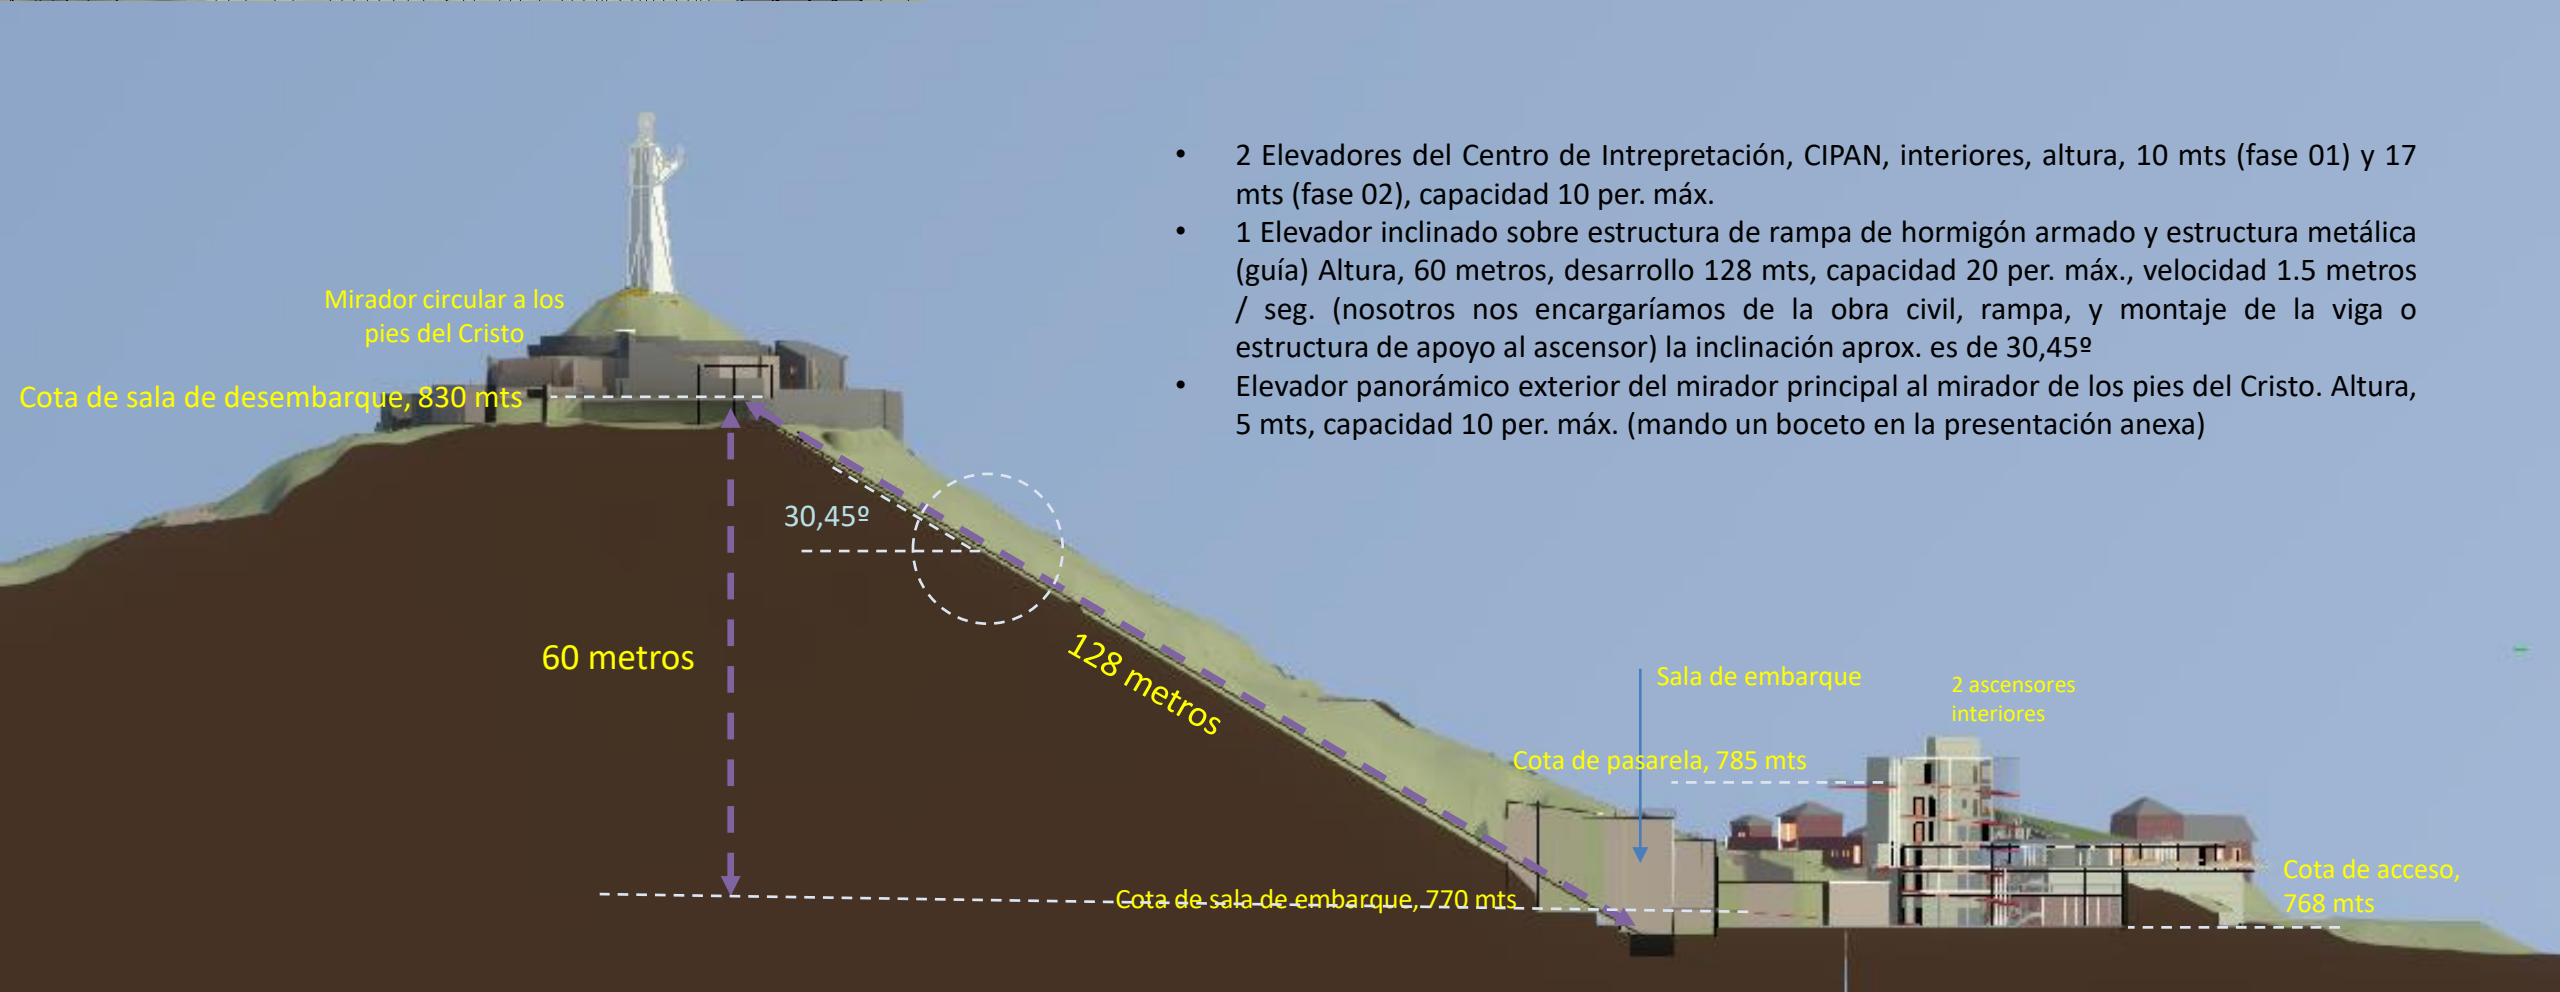 • 2 Elevadores del Centro de Intrepretación, CIPAN, interiores, altura, 10 mts (fase 01) y 17
mts (fase 02), capacidad 10 per. máx.
• 1 Elevador inclinado sobre estructura de rampa de hormigón armado y estructura metálica
(guía) Altura, 60 metros, desarrollo 128 mts, capacidad 20 per. máx., velocidad 1.5 metros
/ seg. (nosotros nos encargaríamos de la obra civil, rampa, y montaje de la viga o
estructura de apoyo al ascensor) la inclinación aprox. es de 30,45º
• Elevador panorámico exterior del mirador principal al mirador de los pies del Cristo. Altura,
5 mts, capacidad 10 per. máx. (mando un boceto en la presentación anexa)
Mirador circular a los
pies del Cristo
Cota de sala de desembarque, 830 mts
30,45º
60 metros
128 metros
Sala de embarque
2 ascensores
interiores
Cota de pasarela, 785 mts
Cota de acceso,
768 mts
Cota de sala de embarque, 770 mts